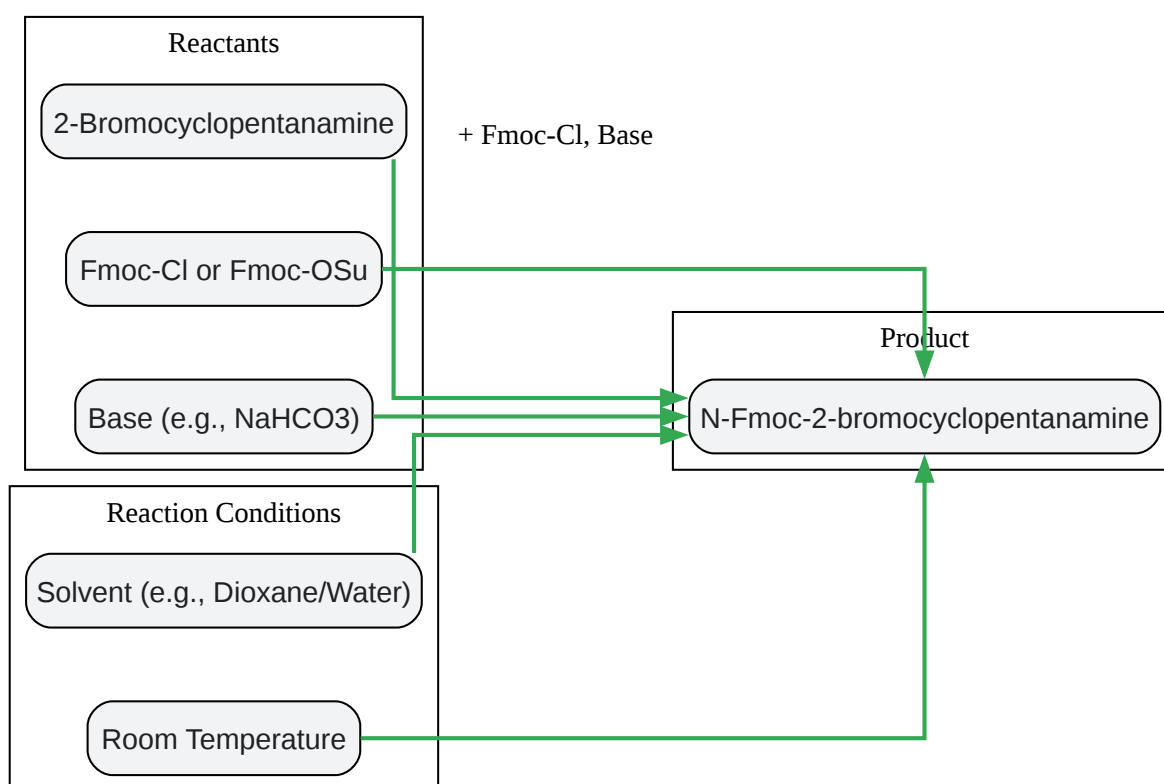 Reactants
2-Bromocyclopentanamine
+ Fmoc-Cl, Base
Fmoc-Cl or Fmoc-OSu
Product
Base (e.g., NaHCO3)
N-Fmoc-2-bromocyclopentanamine
Reaction Conditions
Solvent (e.g., Dioxane/Water)
Room Temperature